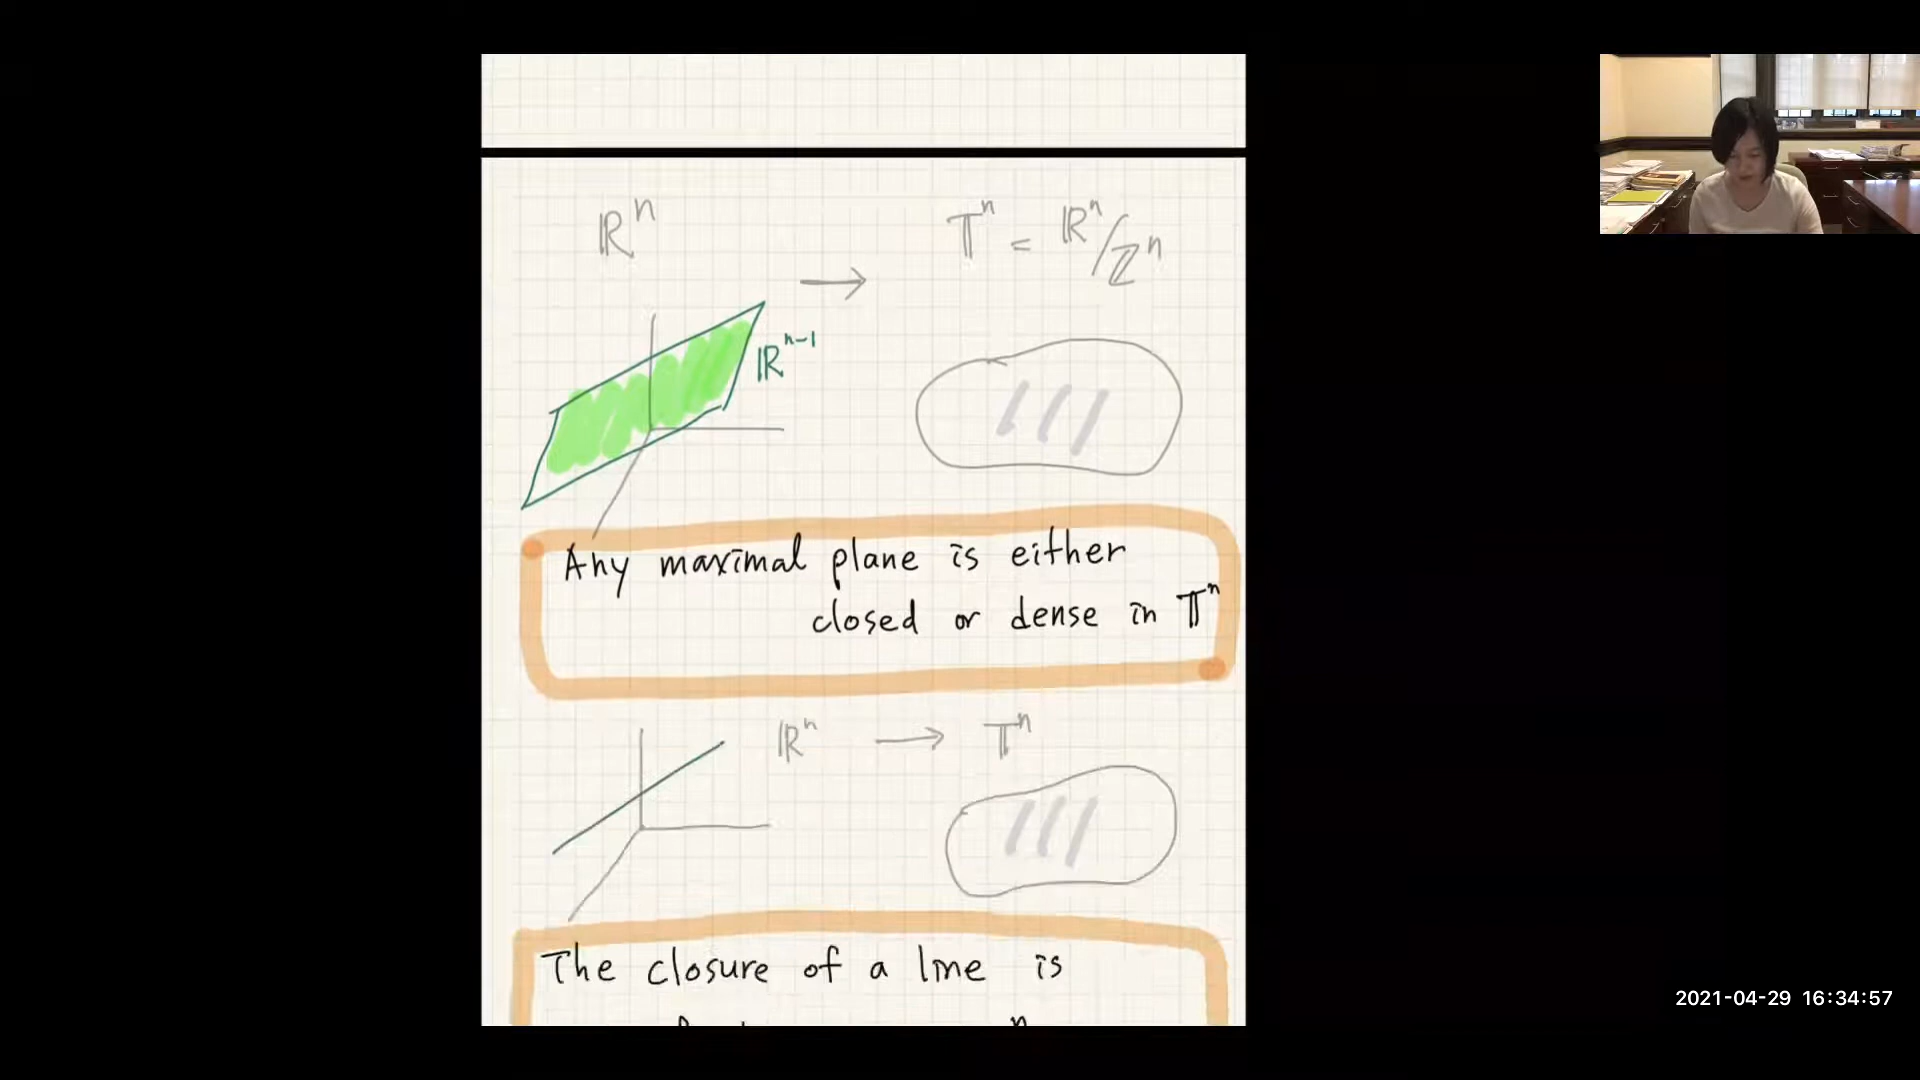 ℝⁿ → 𝕋ⁿ = ℝⁿ/ℤⁿ
ℝⁿ⁻¹
Any maximal plane is either
closed or dense in 𝕋ⁿ
ℝⁿ → 𝕋ⁿ
The closure of a line is
2021-04-29 16:34:57